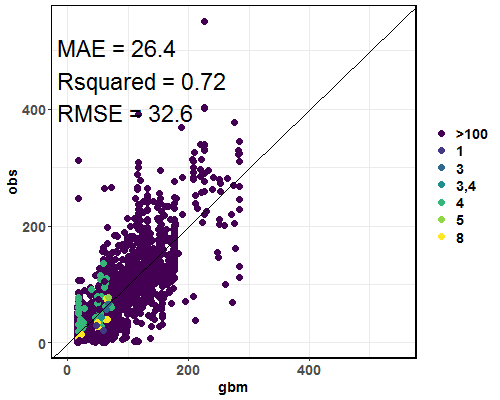 MAE = 26.4
Rsquared = 0.72
RMSE = 32.6
obs
400
200
0
0 200 400
gbm
>100
1
3
3,4
4
5
8